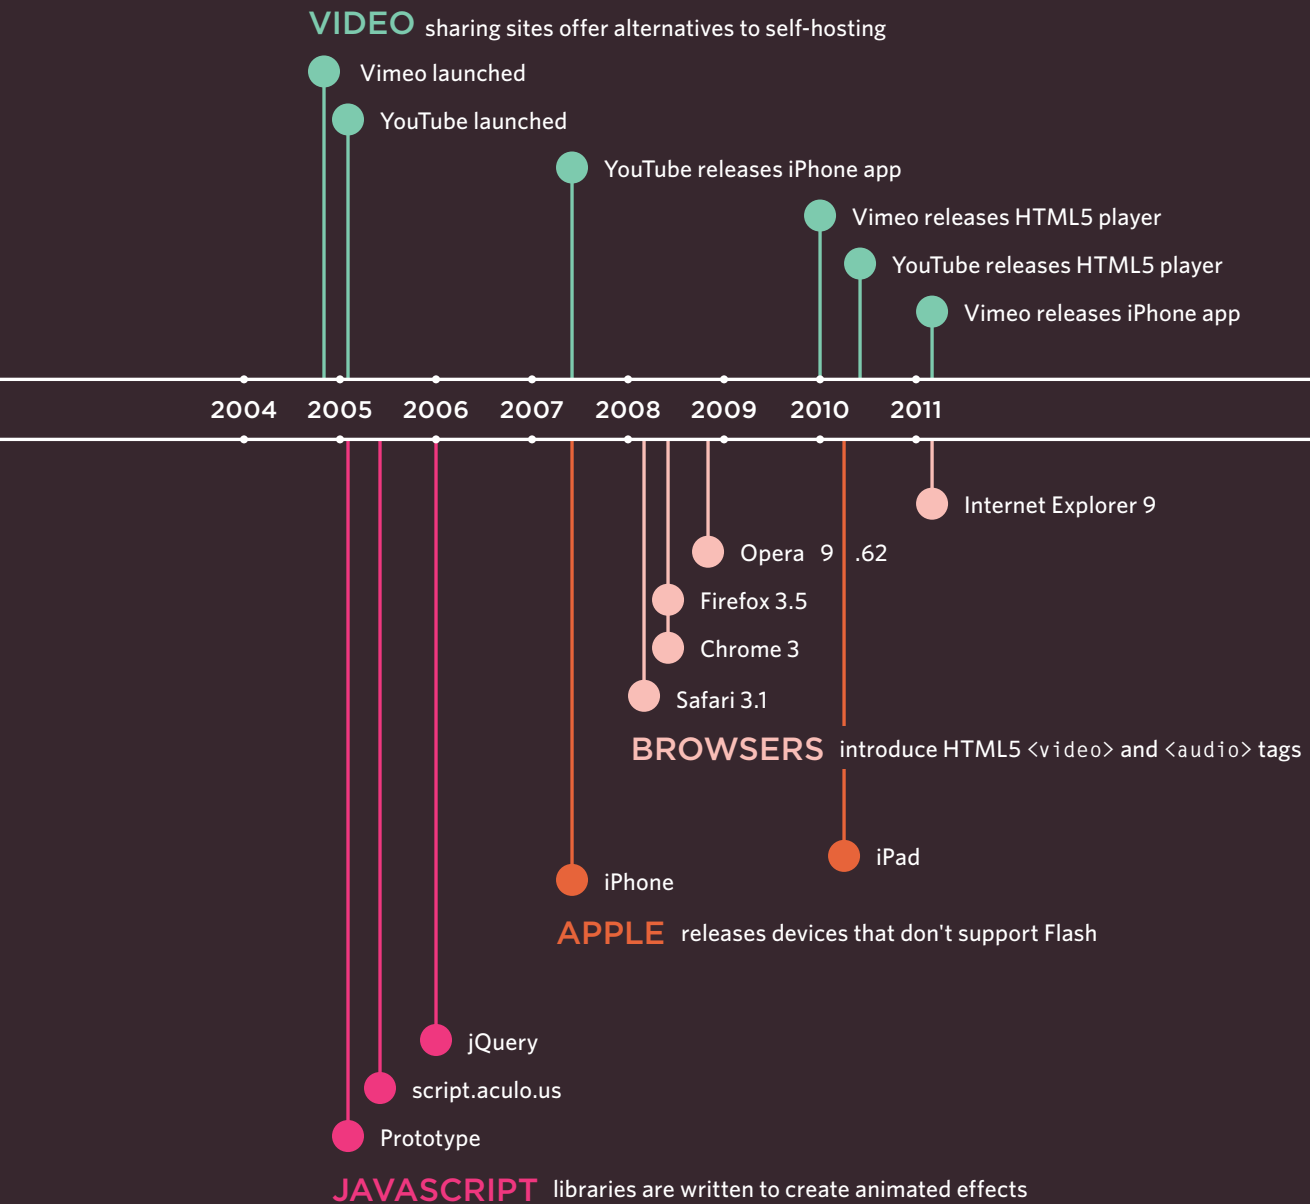 VIDEO sharing sites offer alternatives to self-hosting
Vimeo launched
YouTube launched
YouTube releases iPhone app
Vimeo releases HTML5 player
YouTube releases HTML5 player
Vimeo releases iPhone app
2004 2005 2006 2007 2008 2009 2010 2011
Internet Explorer 9
Opera 9 .62
Firefox 3.5
Chrome 3
Safari 3.1
BROWSERS introduce HTML5 <video> and <audio> tags
iPad
iPhone
APPLE releases devices that don't support Flash
jQuery
script.aculo.us
Prototype
JAVASCRIPT libraries are written to create animated effects